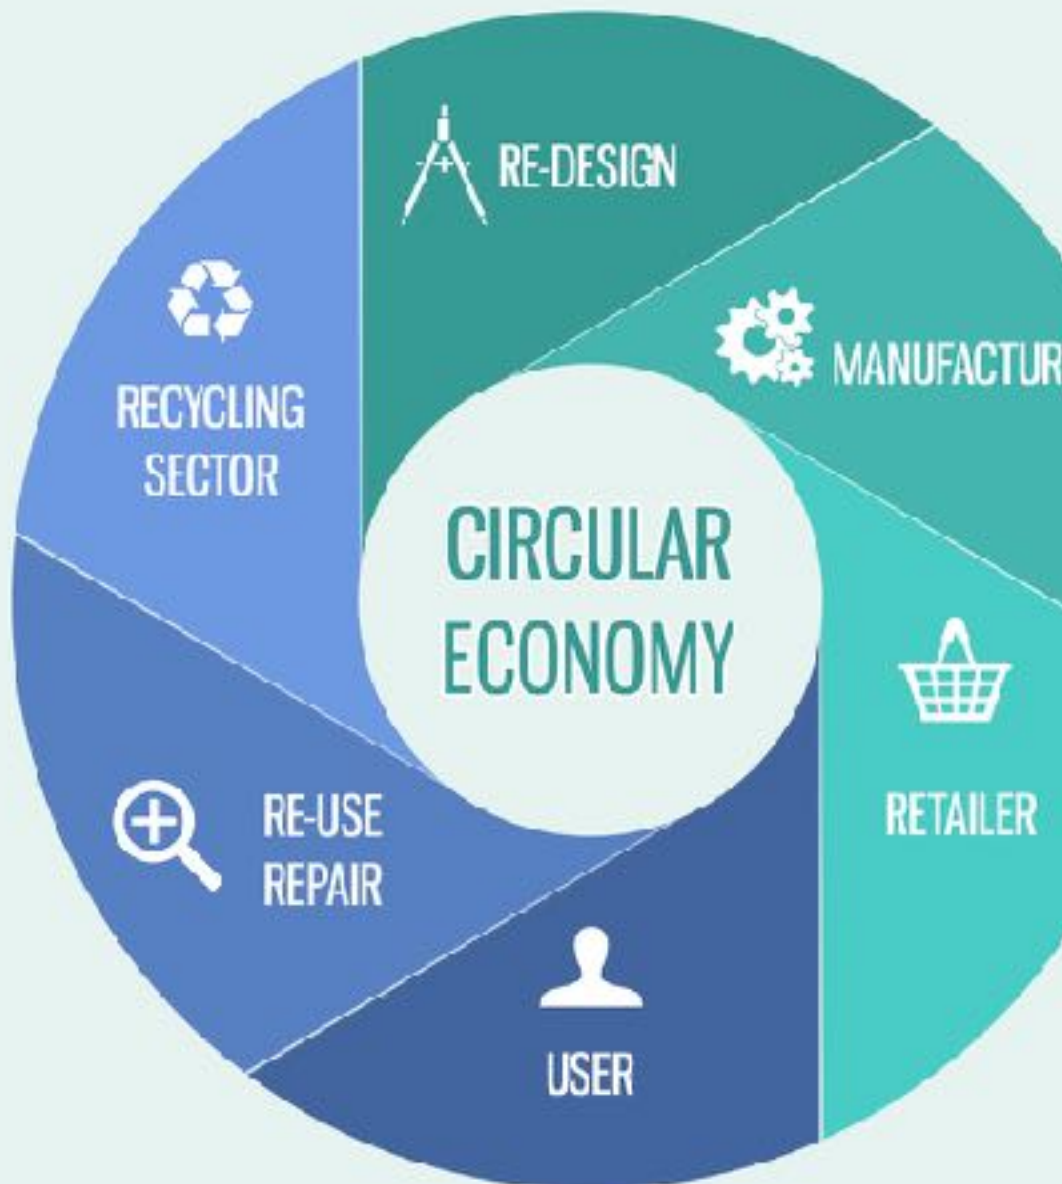 RE-DESIGN
MANUFACTUR
RETAILER
USER
RE-USE
REPAIR
RECYCLING
SECTOR
CIRCULAR
ECONOMY